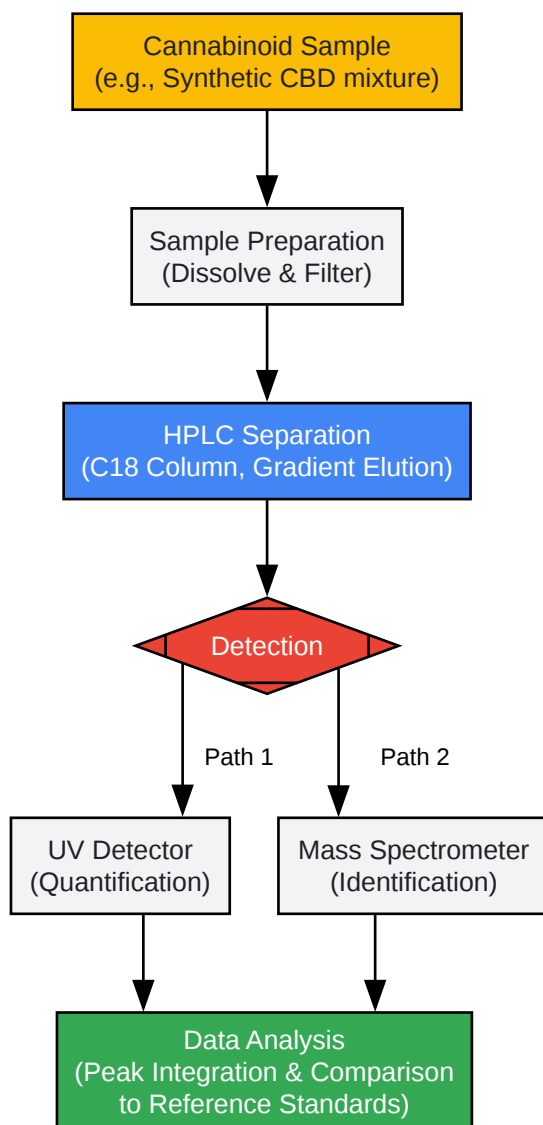 Cannabinoid Sample
(e.g., Synthetic CBD mixture)
Sample Preparation
(Dissolve & Filter)
HPLC Separation
(C18 Column, Gradient Elution)
Detection
Path 1
Path 2
UV Detector
(Quantification)
Mass Spectrometer
(Identification)
Data Analysis
(Peak Integration & Comparison
to Reference Standards)